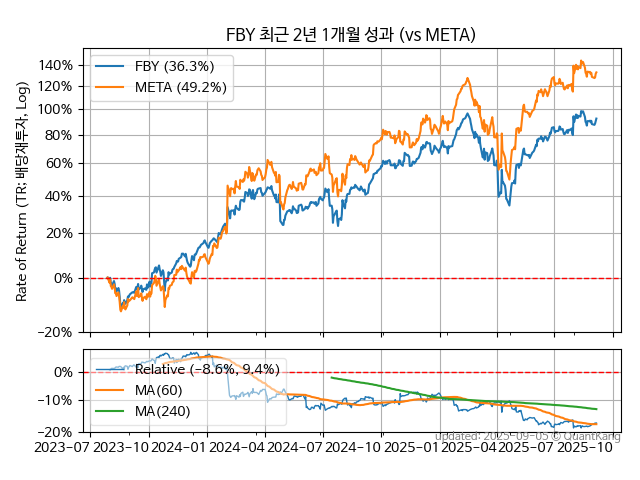 FBY 최근 2년 1개월 성과 (vs META)
140%
120%
100%
80%
60%
40%
20%
0%
−20%
Rate of Return (TR: 배당재투자, Log)
FBY (36.3%)
META (49.2%)
0%
−10%
−20%
Relative (−8.6%, 9.4%)
MA(60)
MA(240)
updated: 2025-09-05 © QuantKang
2023-07 2023-10 2024-01 2024-04 2024-07 2024-10 2025-01 2025-04 2025-07 2025-10